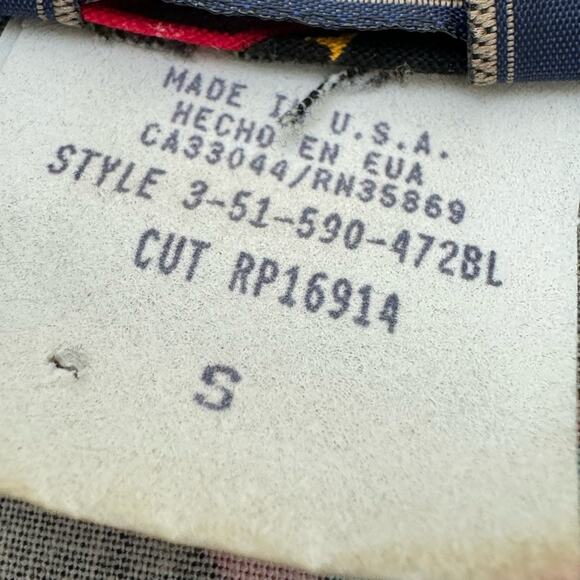 MADE IN U.S.A.
HECHO EN EUA
CA33044/RN35869
STYLE 3-51-590-472BL
CUT RP16914
S